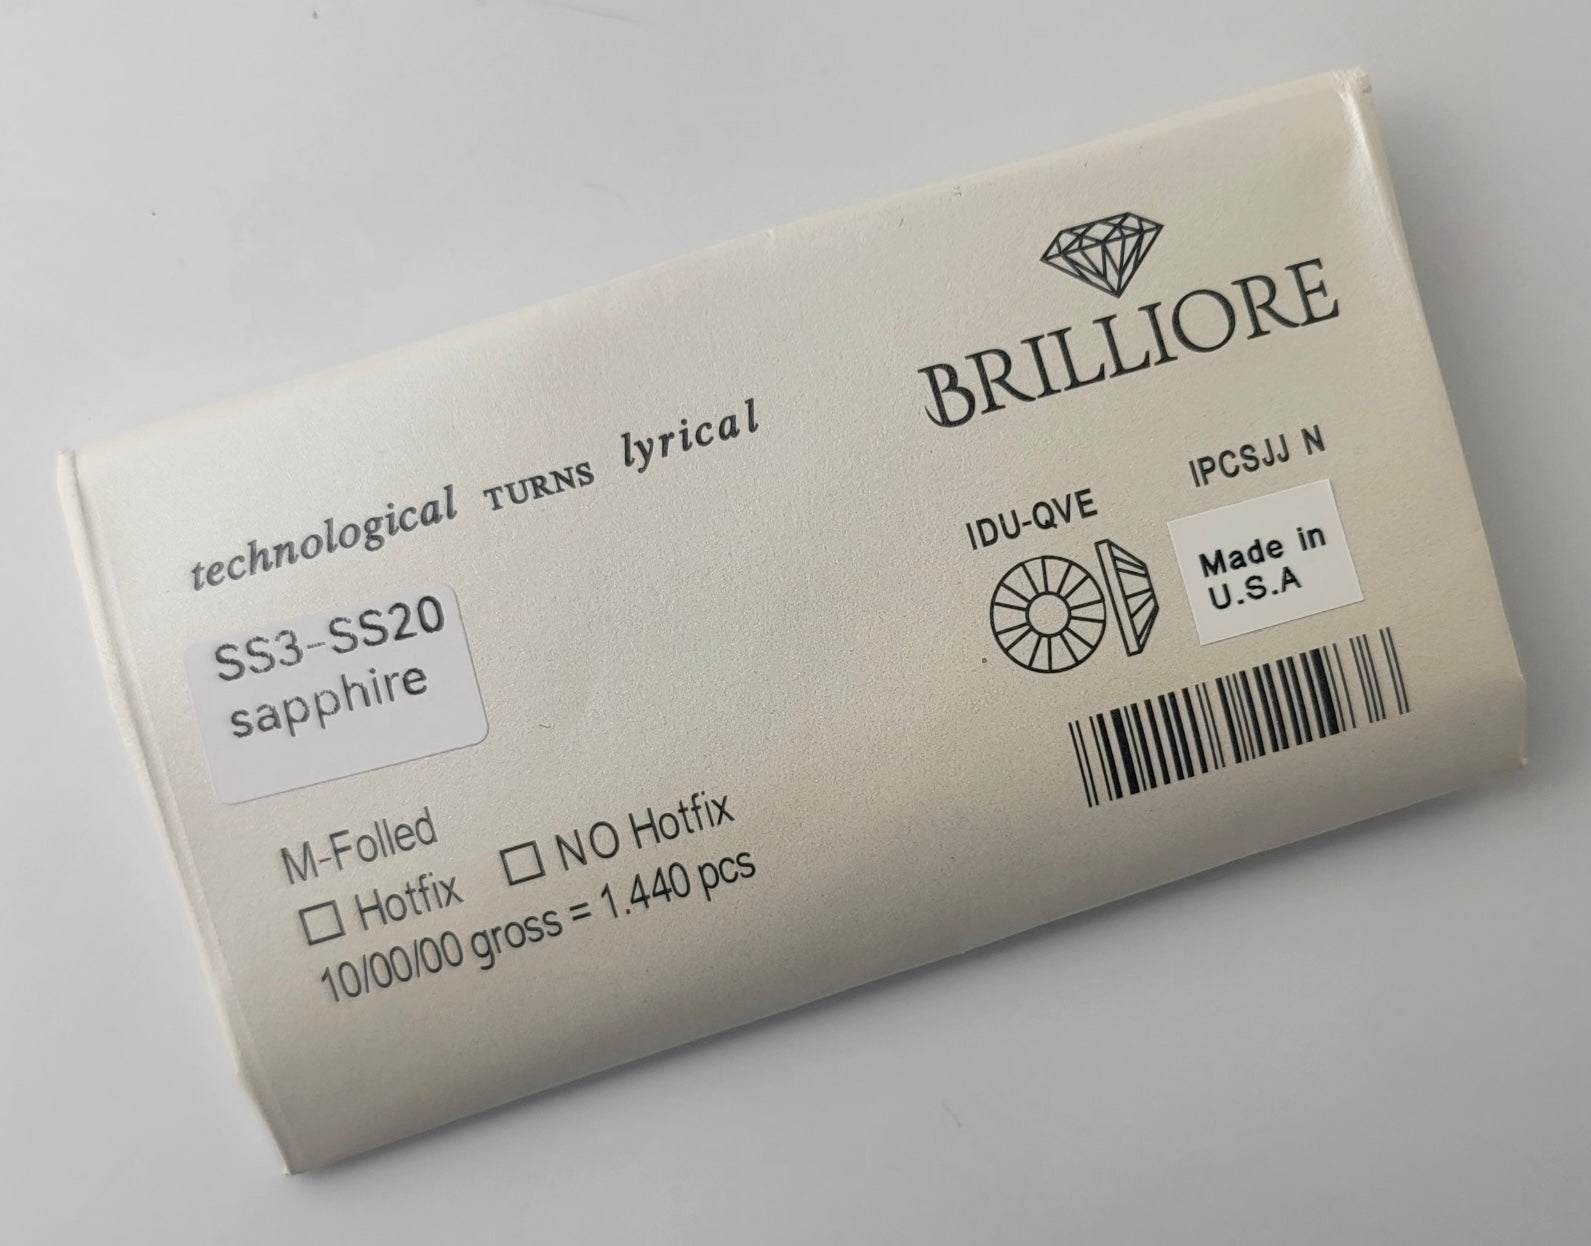 BRILLIORE
technological TURNS lyrical
IPCSJJ N
IDU-QVE
Made in
U.S.A
SS3-SS20
sapphire
M-Folled
☐ Hotfix ☐ NO Hotfix
10/00/00 gross = 1.440 pcs